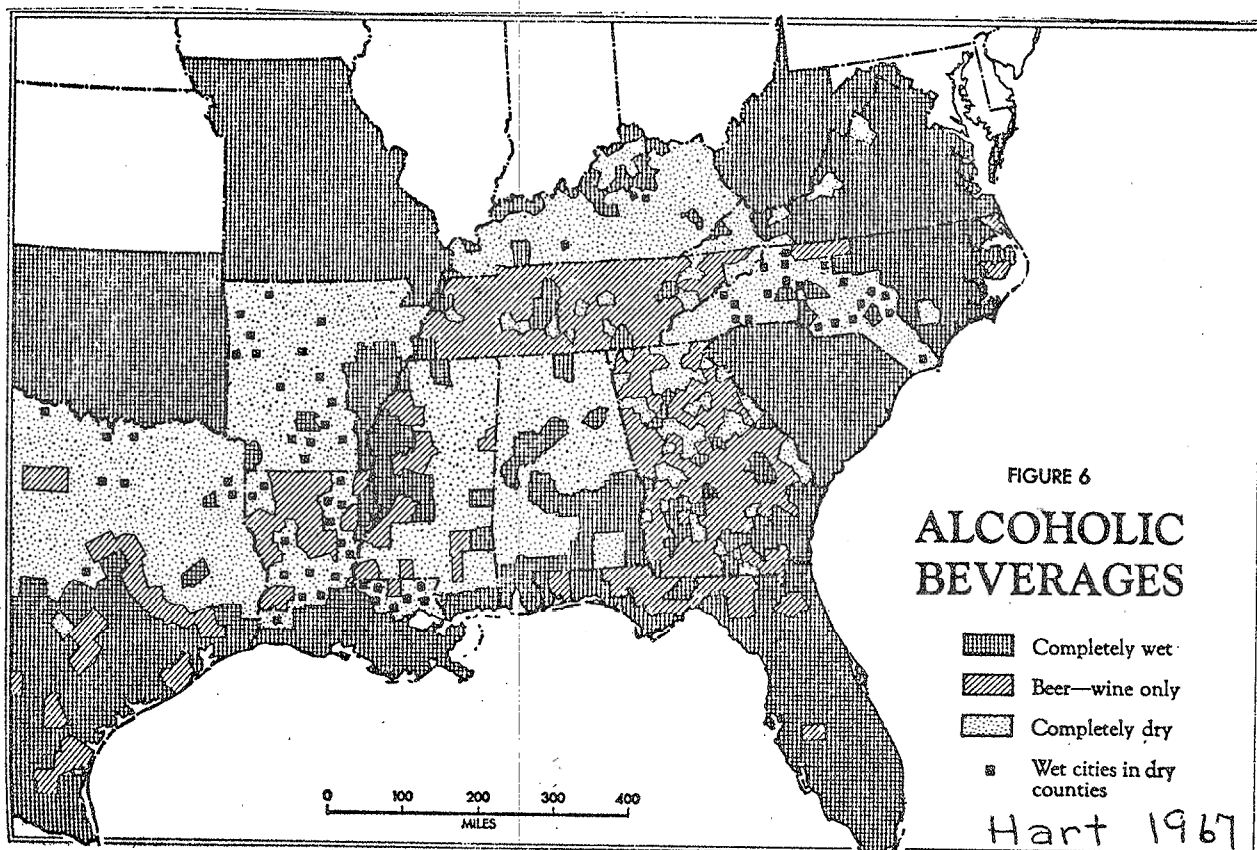 FIGURE 6
ALCOHOLIC
BEVERAGES
Completely wet
Beer—wine only
Completely dry
Wet cities in dry
counties
0 100 200 300 400
MILES
Hart 1967